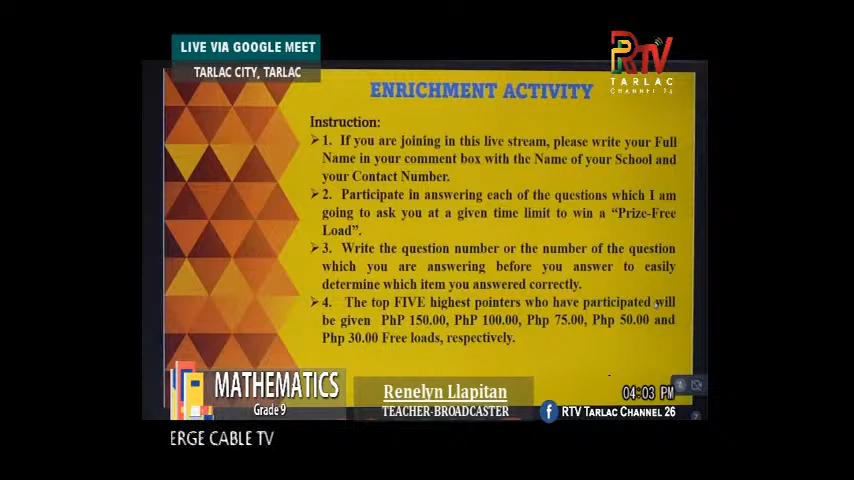 LIVE VIA GOOGLE MEET
TARLAC CITY, TARLAC
RTV
TARLAC
CHANNEL 26
ENRICHMENT ACTIVITY
Instruction:
➢ 1. If you are joining in this live stream, please write your Full
Name in your comment box with the Name of your School and
your Contact Number.
➢ 2. Participate in answering each of the questions which I am
going to ask you at a given time limit to win a “Prize-Free
Load”.
➢ 3. Write the question number or the number of the question
which you are answering before you answer to easily
determine which item you answered correctly.
➢ 4. The top FIVE highest pointers who have participated will
be given PhP 150.00, PhP 100.00, Php 75.00, Php 50.00 and
Php 30.00 Free loads, respectively.
MATHEMATICS
Grade 9
Renelyn Llapitan
TEACHER-BROADCASTER
04:03 PM
RTV TARLAC CHANNEL 26
ERGE CABLE TV